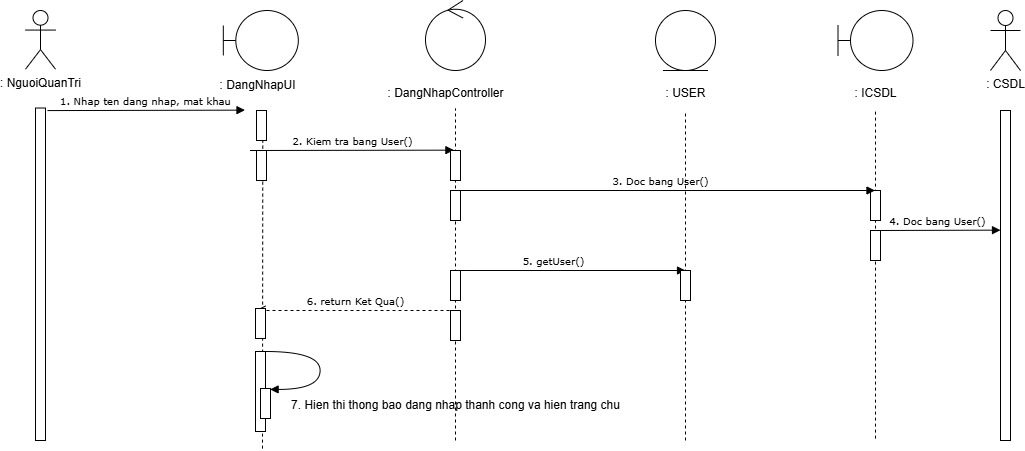 : NguoiQuanTri
: DangNhapUI
: DangNhapController
: USER
: ICSDL
: CSDL
1. Nhap ten dang nhap, mat khau
2. Kiem tra bang User()
3. Doc bang User()
4. Doc bang User()
5. getUser()
6. return Ket Qua()
7. Hien thi thong bao dang nhap thanh cong va hien trang chu